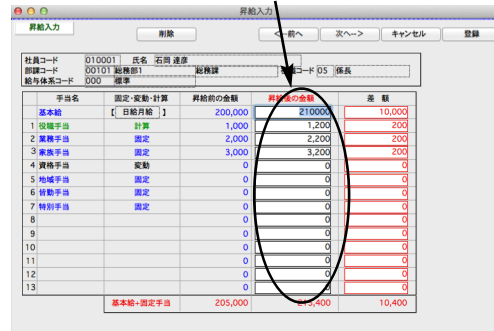 昇給入力
昇給入力 削除 <--前へ 次へ--> キャンセル 登録
社員コード 010001 氏名 石岡 達彦
部課コード 00101 総務部1 総務課 コード 05 係長
給与体系コード 000 標準
手当名 固定・変動・計算 昇給前の金額 昇給後の金額 差 額
基本給 【 日給月給 】 200,000 210000 10,000
1 役職手当 計算 1,000 1,200 200
2 業務手当 固定 2,000 2,200 200
3 家族手当 固定 3,000 3,200 200
4 資格手当 変動 0 0 0
5 地域手当 固定 0 0 0
6 皆勤手当 固定 0 0 0
7 特別手当 固定 0 0 0
8 0 0 0
9 0 0 0
10 0 0 0
11 0 0 0
12 0 0 0
13 0 0 0
基本給+固定手当 205,000 215,400 10,400